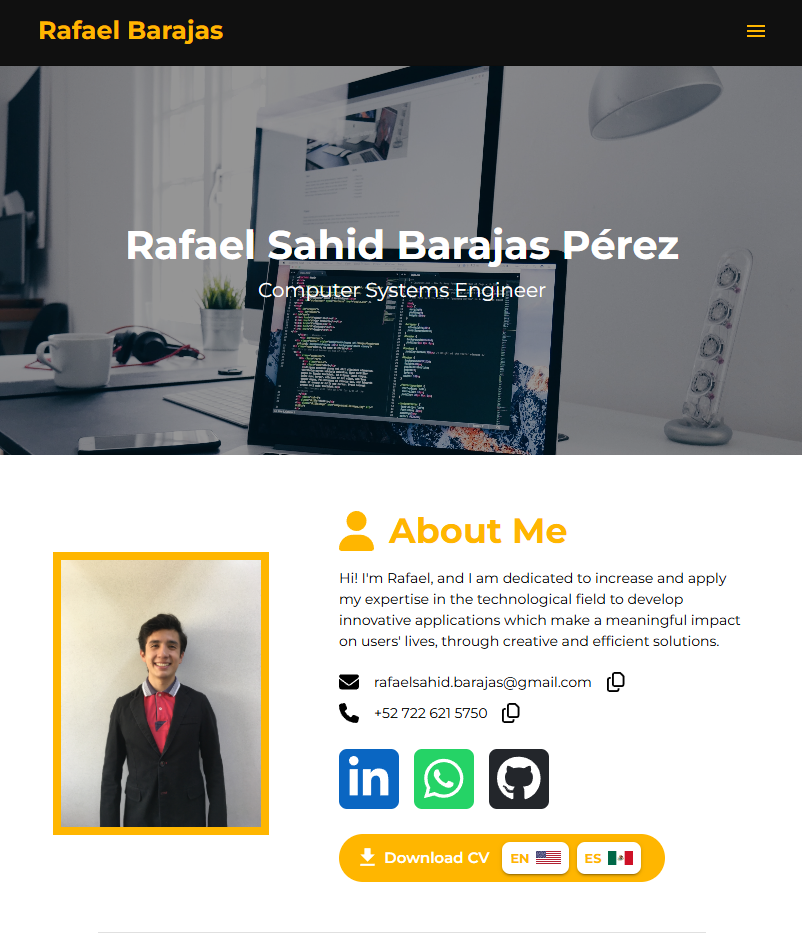 Rafael Barajas
Rafael Sahid Barajas Pérez
Computer Systems Engineer
About Me
Hi! I'm Rafael, and I am dedicated to increase and apply
my expertise in the technological field to develop
innovative applications which make a meaningful impact
on users' lives, through creative and efficient solutions.
rafaelsahid.barajas@gmail.com
+52 722 621 5750
in
Download CV EN ES